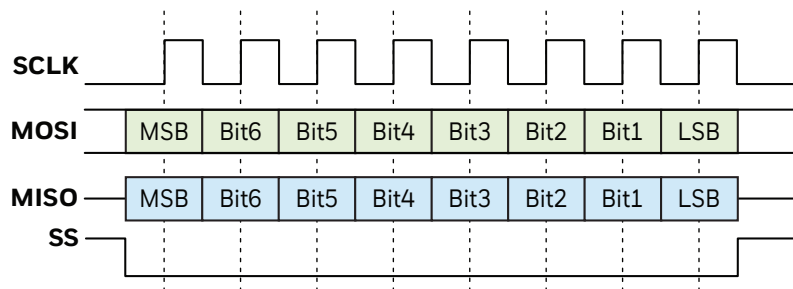 SCLK
MOSI MSB Bit6 Bit5 Bit4 Bit3 Bit2 Bit1 LSB
MISO MSB Bit6 Bit5 Bit4 Bit3 Bit2 Bit1 LSB
SS